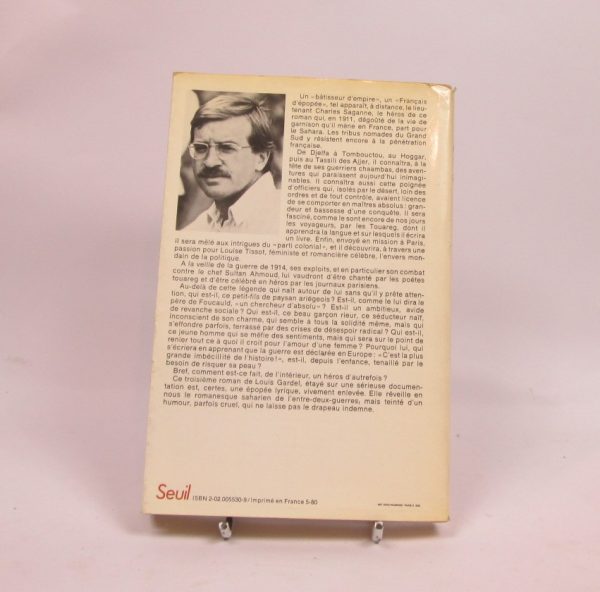 Un «bâtisseur d'empire», un «Français
d'épopée», tel apparaît, à distance, le lieu-
tenant Charles Saganne, le héros de ce
roman qui, en 1911, dégoûté de la vie de
garnison qu'il mène en France, part pour
le Sahara. Les tribus nomades du Grand
Sud y résistent encore à la pénétration
française.
De Djelfa à Tombouctou, au Hoggar,
puis au Tassili des Ajjer, il connaîtra, à la
tête de ses guerriers chaambas, des aven-
tures qui paraissent aujourd'hui inimagi-
nables. Il connaîtra aussi cette poignée
d'officiers qui, isolés par le désert, loin des
ordres et de tout contrôle, avaient licence
de se comporter en maîtres absolus: gran-
deur et bassesse d'une conquête. Il sera
fasciné, comme le sont encore de nos jours
les voyageurs, par les Touareg, dont il
apprendra la langue et sur lesquels il écrira
un livre. Enfin, envoyé en mission à Paris,
il sera mêlé aux intrigues du «parti colonial», et il découvrira, à travers une
passion pour Louise Tissot, féministe et romancière célèbre, l'envers mon-
dain de la politique.
A la veille de la guerre de 1914, ses exploits, et en particulier son combat
contre le chef Sultan Ahmoud, lui vaudront d'être chanté par les poètes
touareg et d'être célébré en héros par les journaux parisiens.
Au-delà de cette légende qui naît autour de lui sans qu'il y prête atten-
tion, qui est-il, ce petit-fils de paysan ariégeois? Est-il, comme le lui dira le
père de Foucauld, «un chercheur d'absolu»? Est-il un ambitieux, avide
de revanche sociale? Qui est-il, ce beau garçon rieur, ce séducteur naïf,
inconscient de son charme, qui semble à tous la solidité même, mais qui
s'effondre parfois, terrassé par des crises de désespoir radical? Qui est-il,
ce jeune homme qui se méfie des sentiments, mais qui sera sur le point de
renier tout ce à quoi il croit pour l'amour d'une femme? Pourquoi lui, qui
s'écriera en apprenant que la guerre est déclarée en Europe: «C'est la plus
grande imbécillité de l'histoire!», est-il, depuis l'enfance, tenaillé par le
besoin de risquer sa peau?
Bref, comment est-ce fait, de l'intérieur, un héros d'autrefois?
Ce troisième roman de Louis Gardel, étayé sur une sérieuse documen-
tation est, certes, une épopée lyrique, vivement enlevée. Elle réveille en
nous le romanesque saharien de l'entre-deux-guerres, mais teinté d'un
humour, parfois cruel, qui ne laisse pas le drapeau indemne.
Seuil ISBN 2-02 005530-9 / Imprimé en France 5-80